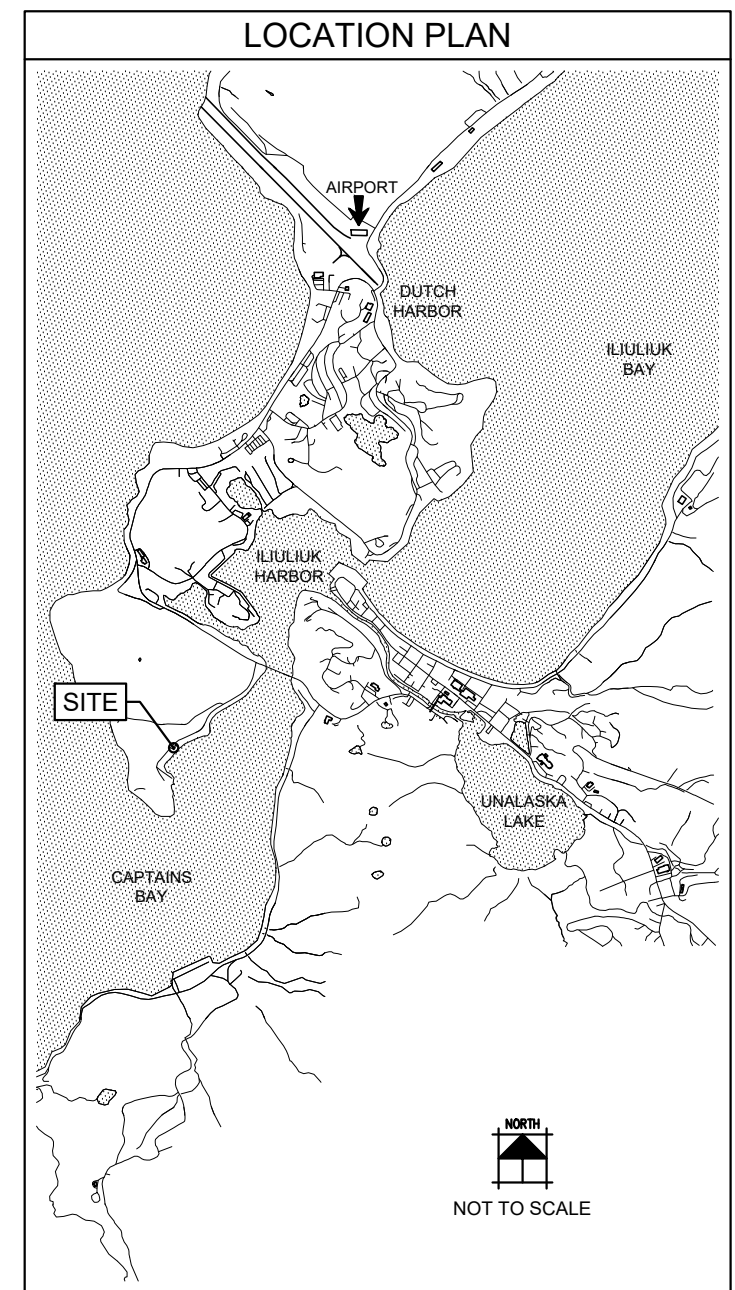 LOCATION PLAN
AIRPORT
DUTCH
HARBOR
ILIULIUK
BAY
ILIULIUK
HARBOR
SITE
UNALASKA
LAKE
CAPTAINS
BAY
NORTH
NOT TO SCALE